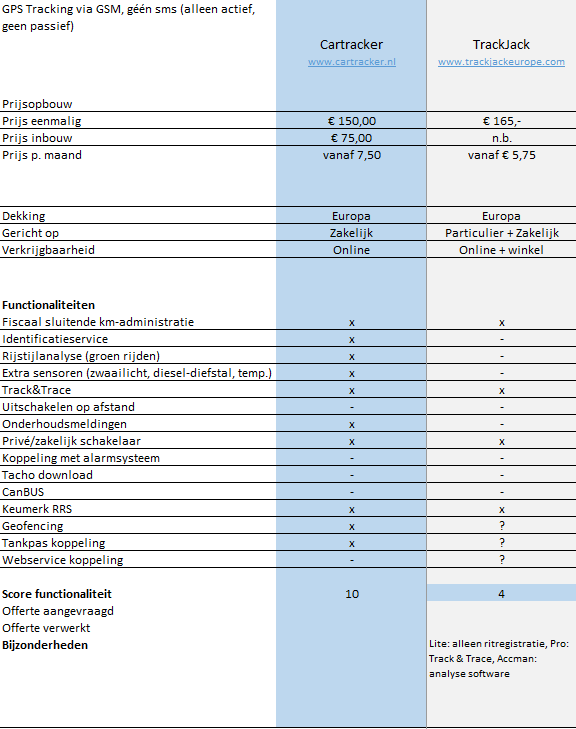 GPS Tracking via GSM, géén sms (alleen actief,
geen passief)
Cartracker TrackJack
www.cartracker.nl www.trackjackeurope.com
Prijsopbouw
Prijs eenmalig € 150,00 € 165,-
Prijs inbouw € 75,00 n.b.
Prijs p. maand vanaf 7,50 vanaf € 5,75
Dekking Europa Europa
Gericht op Zakelijk Particulier + Zakelijk
Verkrijgbaarheid Online Online + winkel
Functionaliteiten
Fiscaal sluitende km-administratie x x
Identificatieservice x -
Rijstijlanalyse (groen rijden) x -
Extra sensoren (zwaailicht, diesel-diefstal, temp.) x -
Track&Trace x x
Uitschakelen op afstand - -
Onderhoudsmeldingen x -
Privé/zakelijk schakelaar x x
Koppeling met alarmsysteem - -
Tacho download - -
CanBUS - -
Keumerk RRS x x
Geofencing x ?
Tankpas koppeling x ?
Webservice koppeling - ?
Score functionaliteit 10 4
Offerte aangevraagd
Offerte verwerkt
Bijzonderheden Lite: alleen ritregistratie, Pro:
Track & Trace, Accman:
analyse software